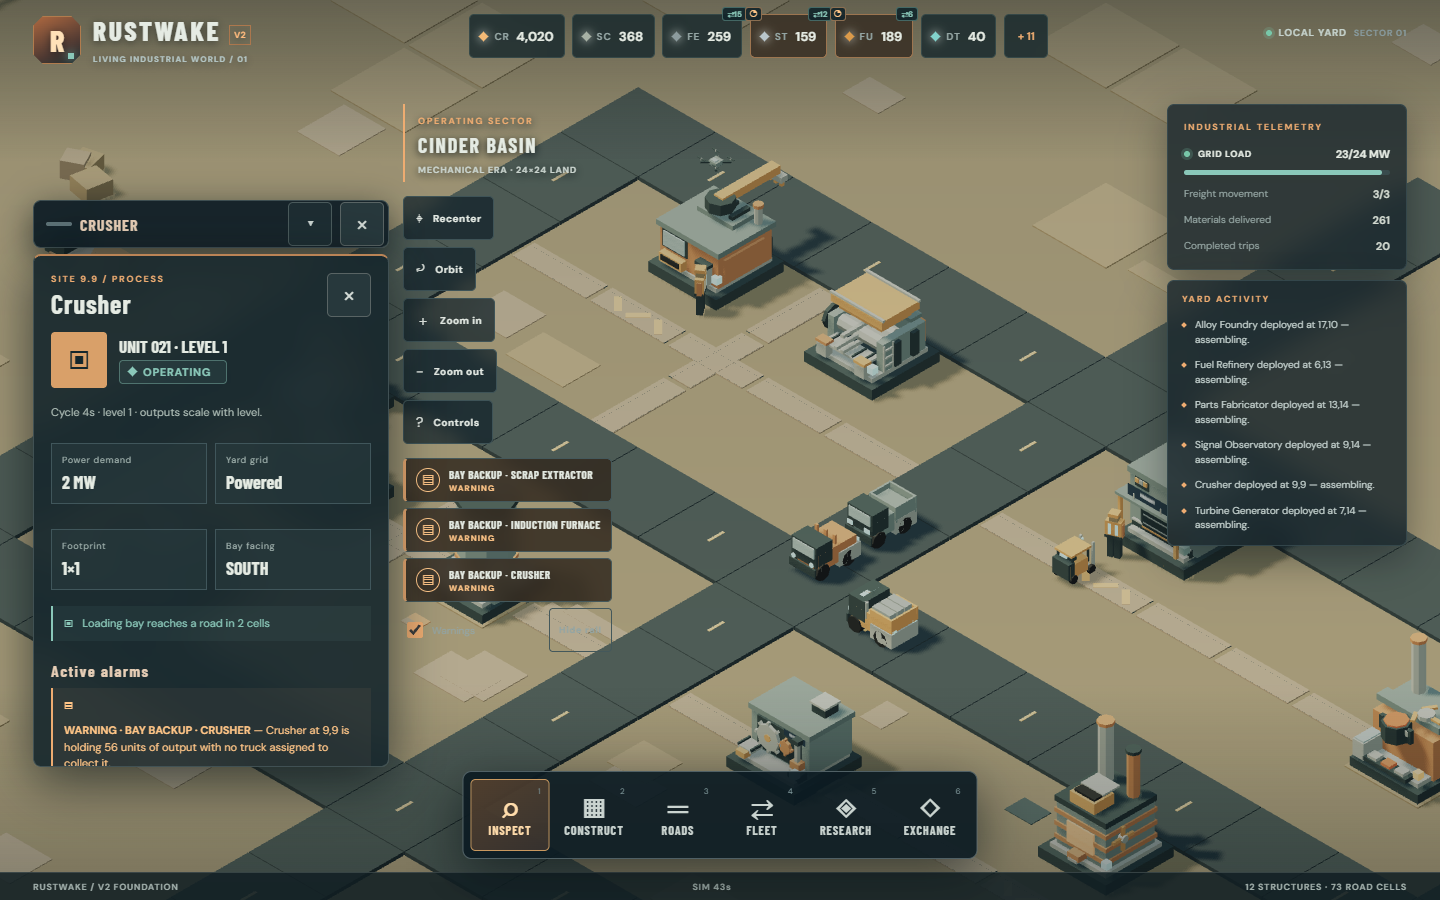 R
RUSTWAKE V2
LIVING INDUSTRIAL WORLD / 01
CR 4,020
SC 368
FE 259
⇄15
ST 159
⇄12
FU 189
⇄6
DT 40
+11
LOCAL YARD SECTOR 01
OPERATING SECTOR
CINDER BASIN
MECHANICAL ERA · 24×24 LAND
Recenter
Orbit
+ Zoom in
− Zoom out
? Controls
BAY BACKUP · SCRAP EXTRACTOR
WARNING
BAY BACKUP · INDUCTION FURNACE
WARNING
BAY BACKUP · CRUSHER
WARNING
CRUSHER
SITE 9.9 / PROCESS
Crusher
UNIT 021 · LEVEL 1
OPERATING
Cycle 4s · level 1 · outputs scale with level.
Power demand
2 MW
Yard grid
Powered
Footprint
1×1
Bay facing
SOUTH
Loading bay reaches a road in 2 cells
Active alarms
WARNING · BAY BACKUP · CRUSHER — Crusher at 9,9 is
holding 56 units of output with no truck assigned to
collect it.
INDUSTRIAL TELEMETRY
GRID LOAD 23/24 MW
Freight movement 3/3
Materials delivered 261
Completed trips 20
YARD ACTIVITY
Alloy Foundry deployed at 17,10 —
assembling.
Fuel Refinery deployed at 6,13 —
assembling.
Parts Fabricator deployed at 13,14 —
assembling.
Signal Observatory deployed at 9,14 —
assembling.
Crusher deployed at 9,9 — assembling.
Turbine Generator deployed at 7,14 —
assembling.
1 INSPECT
2 CONSTRUCT
3 ROADS
4 FLEET
5 RESEARCH
6 EXCHANGE
RUSTWAKE / V2 FOUNDATION
SIM 43s
12 STRUCTURES · 73 ROAD CELLS